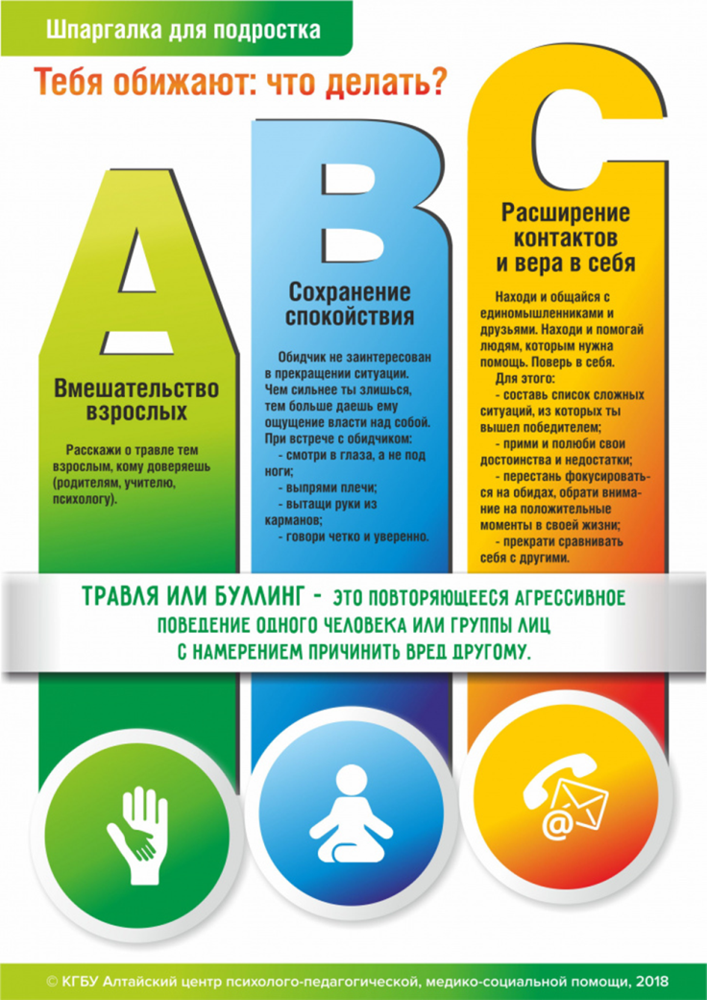 Шпаргалка для подростка
Тебя обижают: что делать?
A
Вмешательство
взрослых
Расскажи о травле тем
взрослым, кому доверяешь
(родителям, учителю,
психологу).
B
Сохранение
спокойствия
Обидчик не заинтересован
в прекращении ситуации.
Чем сильнее ты злишься,
тем больше даешь ему
ощущение власти над собой.
При встрече с обидчиком:
- смотри в глаза, а не под
ноги;
- выпрями плечи;
- вытащи руки из
карманов;
- говори четко и уверенно.
C
Расширение
контактов
и вера в себя
Находи и общайся с
единомышленниками и
друзьями. Находи и помогай
людям, которым нужна
помощь. Поверь в себя.
Для этого:
- составь список сложных
ситуаций, из которых ты
вышел победителем;
- прими и полюби свои
достоинства и недостатки;
- перестань фокусировать-
ся на обидах, обрати внима-
ние на положительные
моменты в своей жизни;
- прекрати сравнивать
себя с другими.
ТРАВЛЯ ИЛИ БУЛЛИНГ - ЭТО ПОВТОРЯЮЩЕЕСЯ АГРЕССИВНОЕ
ПОВЕДЕНИЕ ОДНОГО ЧЕЛОВЕКА ИЛИ ГРУППЫ ЛИЦ
С НАМЕРЕНИЕМ ПРИЧИНИТЬ ВРЕД ДРУГОМУ.
@
© КГБУ Алтайский центр психолого-педагогической, медико-социальной помощи, 2018